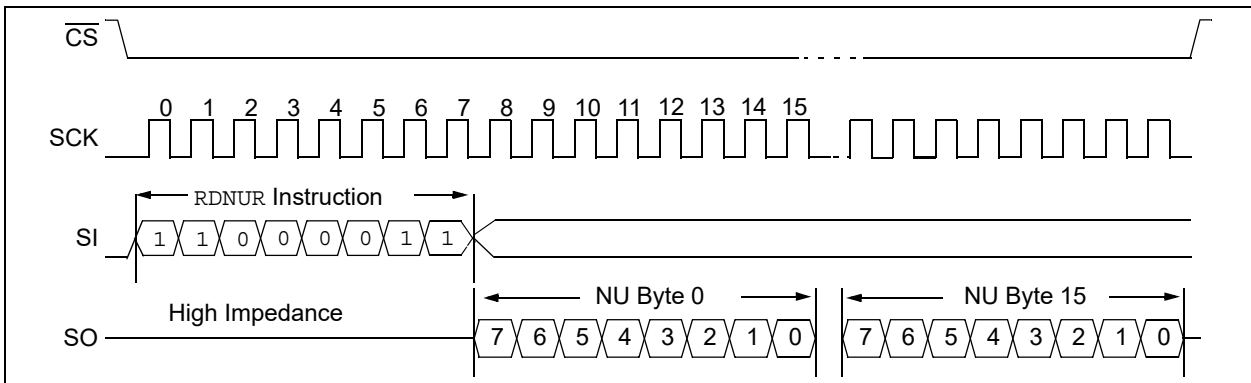 CS
0 1 2 3 4 5 6 7 8 9 10 11 12 13 14 15
SCK
RDNUR Instruction
SI 1 1 0 0 0 0 1 1
NU Byte 0 NU Byte 15
High Impedance
SO 7 6 5 4 3 2 1 0 7 6 5 4 3 2 1 0